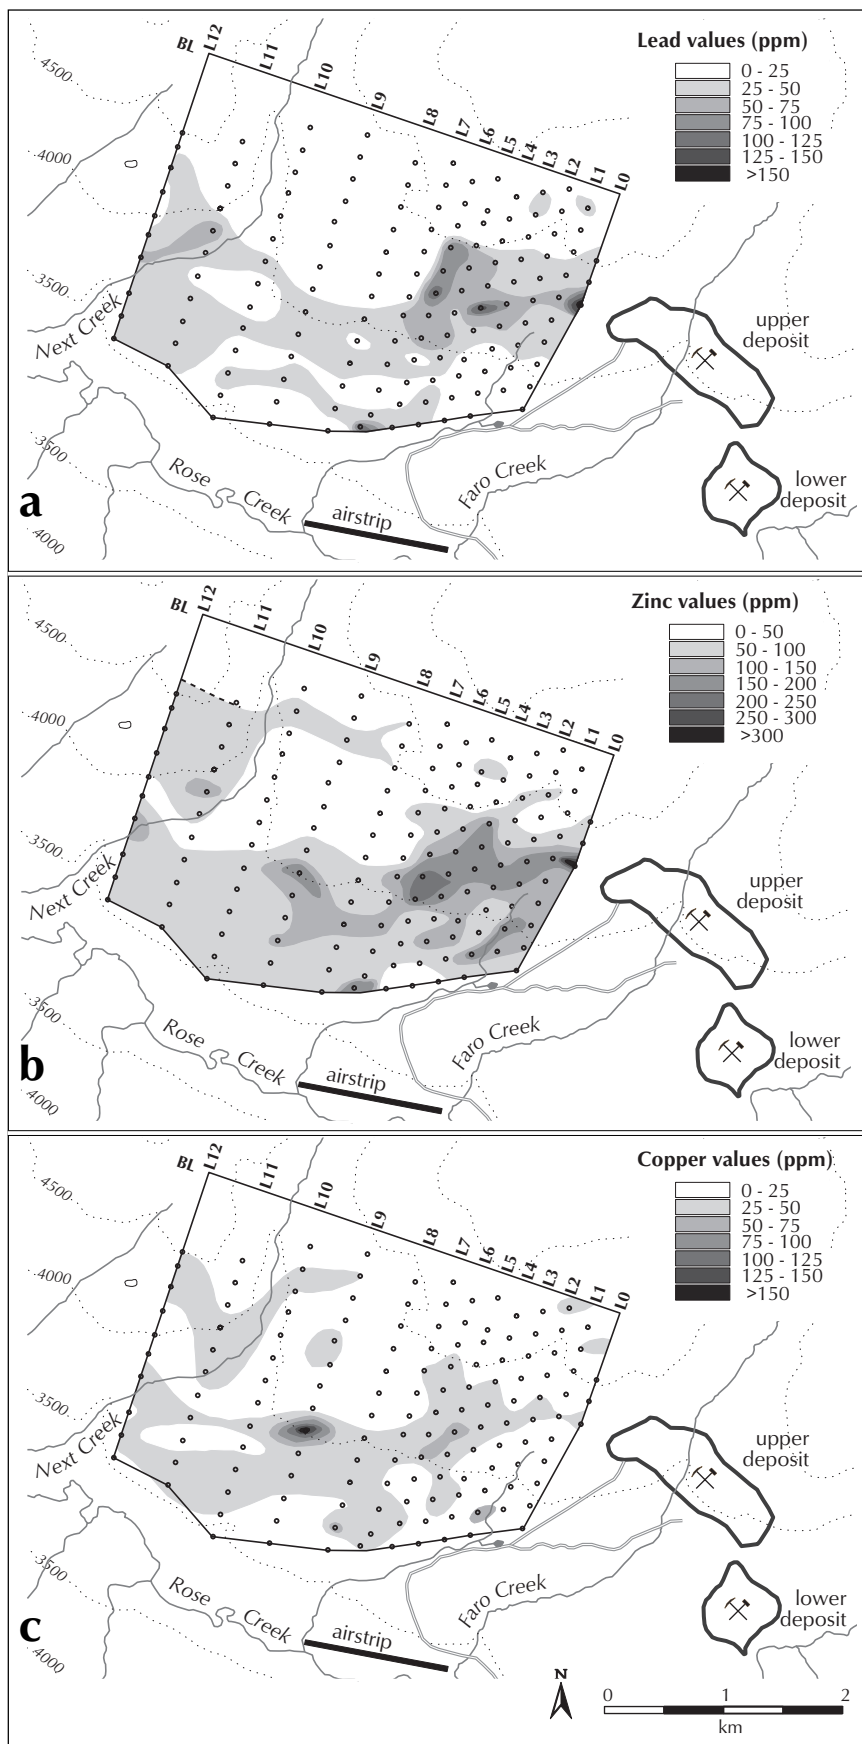 Lead values (ppm)
0 - 25
25 - 50
50 - 75
75 - 100
100 - 125
125 - 150
>150
BL
L12
L11
L10
L9
L8
L7
L6
L5
L4
L3
L2
L1
L0
4500
4000
3500
Next Creek
upper
deposit
3500
Rose Creek
Faro Creek
lower
deposit
airstrip
4000
a
Zinc values (ppm)
0 - 50
50 - 100
100 - 150
150 - 200
200 - 250
250 - 300
>300
BL
L12
L11
L10
L9
L8
L7
L6
L5
L4
L3
L2
L1
L0
4500
4000
3500
Next Creek
upper
deposit
3500
Rose Creek
Faro Creek
lower
deposit
airstrip
4000
b
Copper values (ppm)
0 - 25
25 - 50
50 - 75
75 - 100
100 - 125
125 - 150
>150
BL
L12
L11
L10
L9
L8
L7
L6
L5
L4
L3
L2
L1
L0
4500
4000
3500
Next Creek
upper
deposit
3500
Rose Creek
Faro Creek
lower
deposit
airstrip
4000
c
N
0 1 2
km